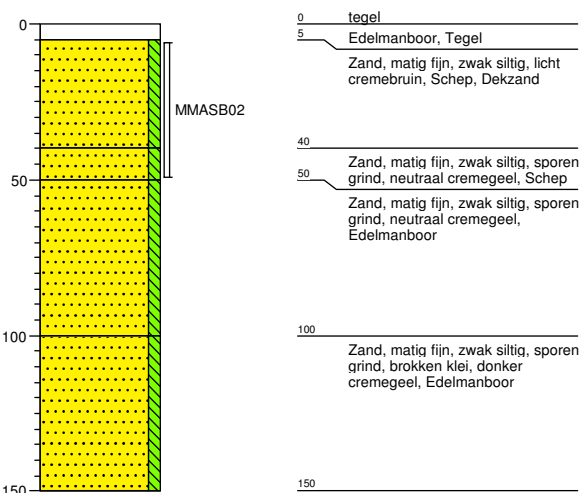 0
50
100
150
MMASB02
0 tegel
5 Edelmanboor, Tegel
Zand, matig fijn, zwak siltig, licht
cremebruin, Schep, Dekzand
40
Zand, matig fijn, zwak siltig, sporen
grind, neutraal cremegeel, Schep
50
Zand, matig fijn, zwak siltig, sporen
grind, neutraal cremegeel,
Edelmanboor
100
Zand, matig fijn, zwak siltig, sporen
grind, brokken klei, donker
cremegeel, Edelmanboor
150